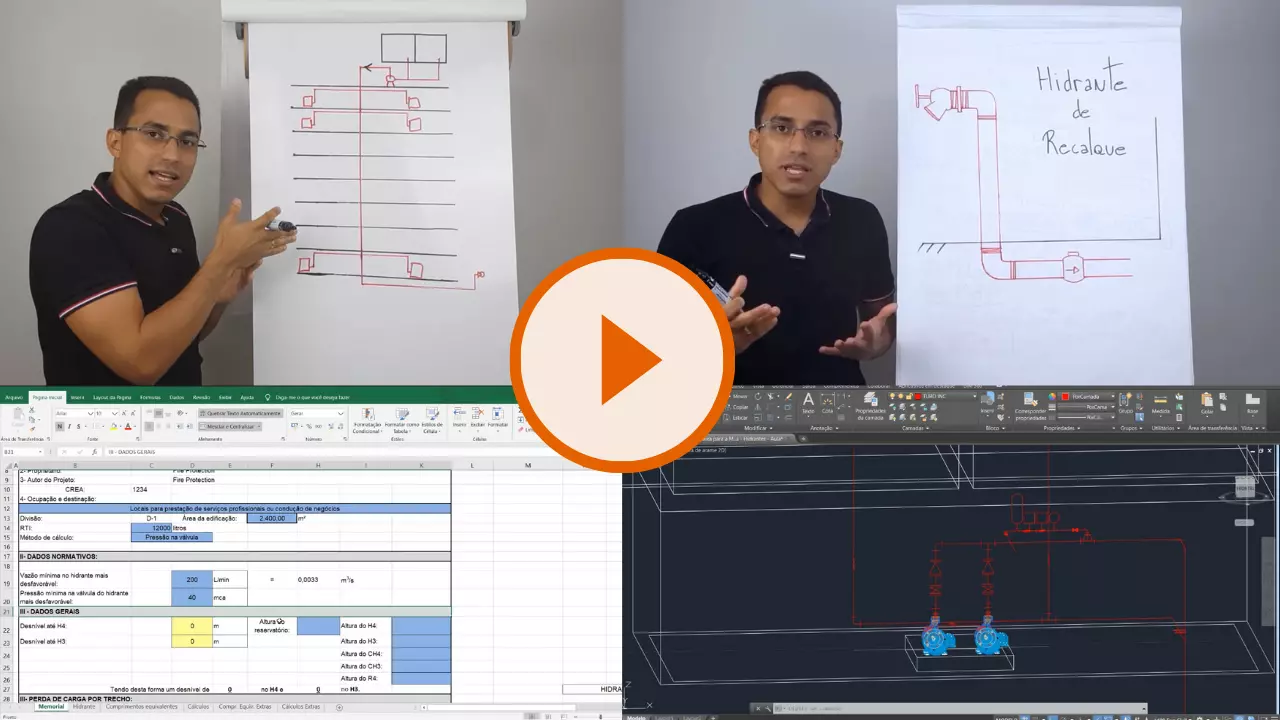 Hidrante
de
Recalque
Arquivo
Página Inicial
Inserir
Layout da Página
Fórmulas
Dados
Revisão
Exibir
Ajuda
Diga-me o que você deseja fazer
Quebrar Texto Automaticamente
Mesclar e Centralizar
Geral
Formatação Condicional
Formatar como Tabela
Estilos de Célula
Inserir
Excluir
Formatar
Fonte
Alinhamento
Número
Estilos
Células
B21
III - DADOS GERAIS
A B C D E F G H I J K L M N
Fire Protection
9 3- Autor do Projeto: Fire Protection
10 CREA: 1234
11 4- Ocupação e destinação:
12 Locais para prestação de serviços profissionais ou condução de negócios
13 Divisão: D-1 Área da edificação: 2.400,00 m²
14 RTI: 12000 litros
15 Método de cálculo: Pressão na válvula
16
17 II- DADOS NORMATIVOS:
18
19 Vazão mínima no hidrante mais desfavorável: 200 L/min = 0,0033 m³/s
20 Pressão mínima na válvula do hidrante mais desfavorável: 40 mca
21 III - DADOS GERAIS
22 Desnível até H4: 0 m Altura do reservatório: Altura do H4:
23 Desnível até H3: 0 m Altura do H3:
24 Altura do CH4:
25 Altura do CH3:
26 Altura do R4:
27 Tendo desta forma um desnível de 0 no H4 e 0 no H3. HIDRA
28 III- PERDA DE CARGA POR TRECHO:
Memorial
Hidrante
Comprimentos equivalentes
Cálculos
Compr. Equiv. Extras
Cálculos Extras
Copiar
Texto
Cota
Propriedades da camada
Inserir
Corresponder propriedades
PorCamada
Grupo
Medida
Colar
Base
Modificar
Anotação
Camadas
Bloco
Propriedades
Grupos
Utilitários
Área de transferência
Vista
Z
X
Modelo